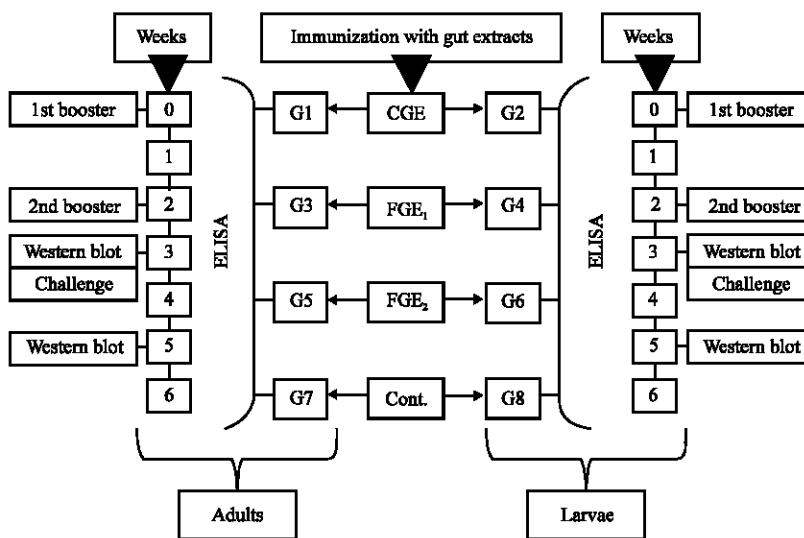 Weeks
Immunization with gut extracts
Weeks
1st booster
0
G1
CGE
G2
0
1st booster
1
1
2nd booster
2
G3
FGE₁
G4
2
2nd booster
ELISA
ELISA
Western blot
3
3
Western blot
Challenge
Challenge
4
G5
FGE₂
G6
4
Western blot
5
5
Western blot
6
G7
Cont.
G8
6
Adults
Larvae